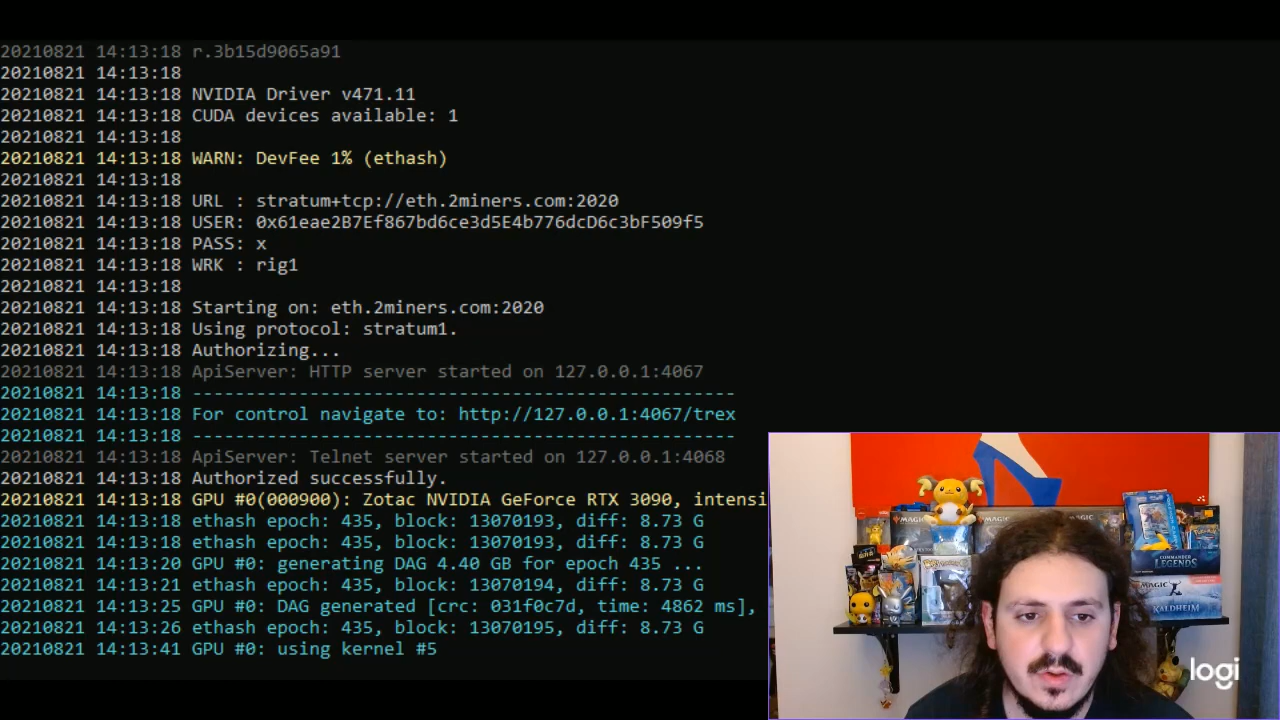 20210821 14:13:18 r.3b15d9065a91
20210821 14:13:18
20210821 14:13:18 NVIDIA Driver v471.11
20210821 14:13:18 CUDA devices available: 1
20210821 14:13:18
20210821 14:13:18 WARN: DevFee 1% (ethash)
20210821 14:13:18
20210821 14:13:18 URL : stratum+tcp://eth.2miners.com:2020
20210821 14:13:18 USER: 0x61eae2B7Ef867bd6ce3d5E4b776dcD6c3bF509f5
20210821 14:13:18 PASS: x
20210821 14:13:18 WRK : rig1
20210821 14:13:18
20210821 14:13:18 Starting on: eth.2miners.com:2020
20210821 14:13:18 Using protocol: stratum1.
20210821 14:13:18 Authorizing...
20210821 14:13:18 ApiServer: HTTP server started on 127.0.0.1:4067
20210821 14:13:18 ---------------------------------------------------
20210821 14:13:18 For control navigate to: http://127.0.0.1:4067/trex
20210821 14:13:18 ---------------------------------------------------
20210821 14:13:18 ApiServer: Telnet server started on 127.0.0.1:4068
20210821 14:13:18 Authorized successfully.
20210821 14:13:18 GPU #0(000900): Zotac NVIDIA GeForce RTX 3090, intensi
20210821 14:13:18 ethash epoch: 435, block: 13070193, diff: 8.73 G
20210821 14:13:18 ethash epoch: 435, block: 13070193, diff: 8.73 G
20210821 14:13:20 GPU #0: generating DAG 4.40 GB for epoch 435 ...
20210821 14:13:21 ethash epoch: 435, block: 13070194, diff: 8.73 G
20210821 14:13:25 GPU #0: DAG generated [crc: 031f0c7d, time: 4862 ms],
20210821 14:13:26 ethash epoch: 435, block: 13070195, diff: 8.73 G
20210821 14:13:41 GPU #0: using kernel #5
MAGIC
MAGIC
COMMANDER
LEGENDS
MAGIC
KALDHEIM
logi